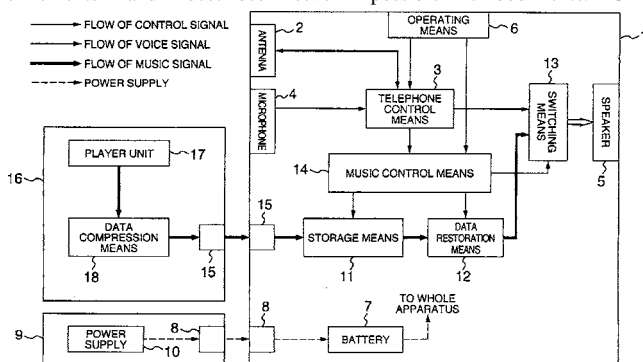 FLOW OF CONTROL SIGNAL
FLOW OF VOICE SIGNAL
FLOW OF MUSIC SIGNAL
POWER SUPPLY
OPERATING MEANS
6
2
ANTENNA
3
TELEPHONE CONTROL MEANS
4
MICROPHONE
13
SWITCHING MEANS
SPEAKER
5
14
MUSIC CONTROL MEANS
16
PLAYER UNIT
17
DATA COMPRESSION MEANS
18
15
15
STORAGE MEANS
11
DATA RESTORATION MEANS
12
TO WHOLE APPARATUS
9
POWER SUPPLY
10
8
8
7
BATTERY